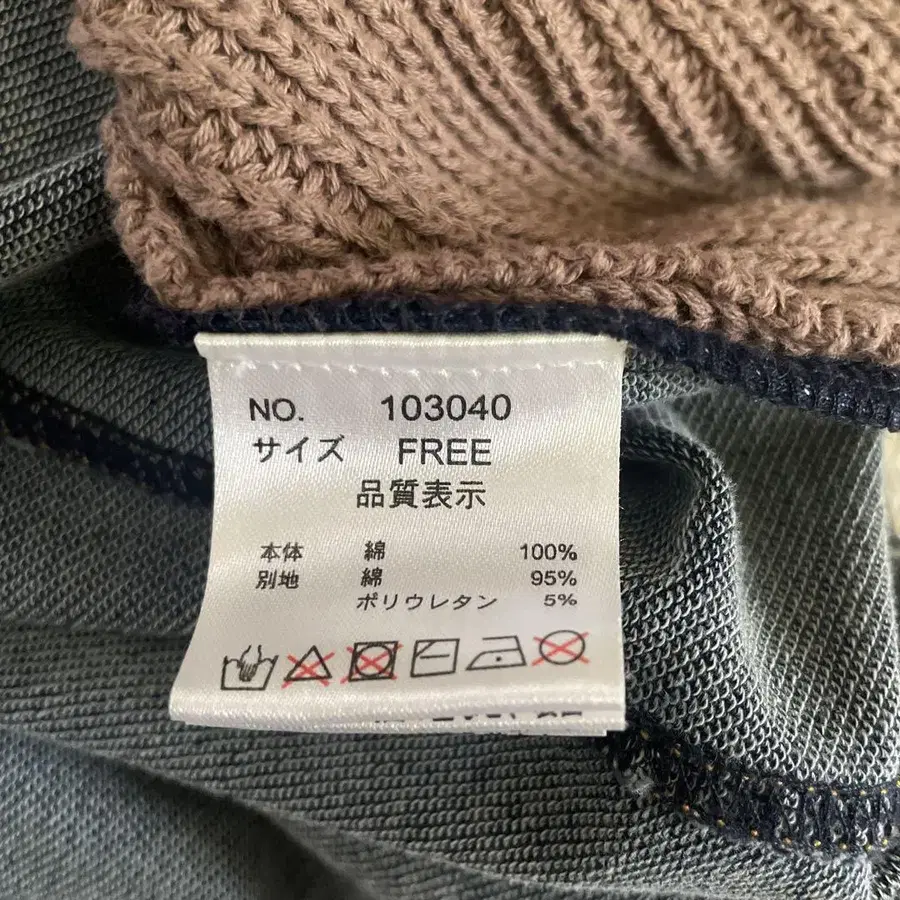 NO. 103040
サイズ FREE
品質表示
本体 綿 100%
別地 綿 95%
ポリウレタン 5%